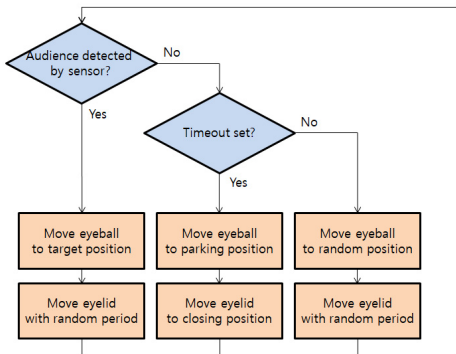 Audience detected
by sensor?
No
Yes
Timeout set?
No
Yes
Move eyeball
to target position
Move eyeball
to parking position
Move eyeball
to random position
Move eyelid
with random period
Move eyelid
to closing position
Move eyelid
with random period